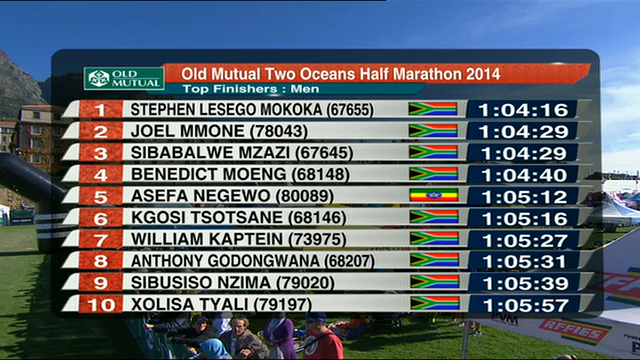 OLD MUTUAL
Old Mutual Two Oceans Half Marathon 2014
Top Finishers : Men
1 STEPHEN LESEGO MOKOKA (67655) 1:04:16
2 JOEL MMONE (78043) 1:04:29
3 SIBABALWE MZAZI (67645) 1:04:29
4 BENEDICT MOENG (68148) 1:04:40
5 ASEFA NEGEWO (80089) 1:05:12
6 KGOSI TSOTSANE (68146) 1:05:16
7 WILLIAM KAPTEIN (73975) 1:05:27
8 ANTHONY GODONGWANA (68207) 1:05:31
9 SIBUSISO NZIMA (79020) 1:05:39
10 XOLISA TYALI (79197) 1:05:57
AFFIES